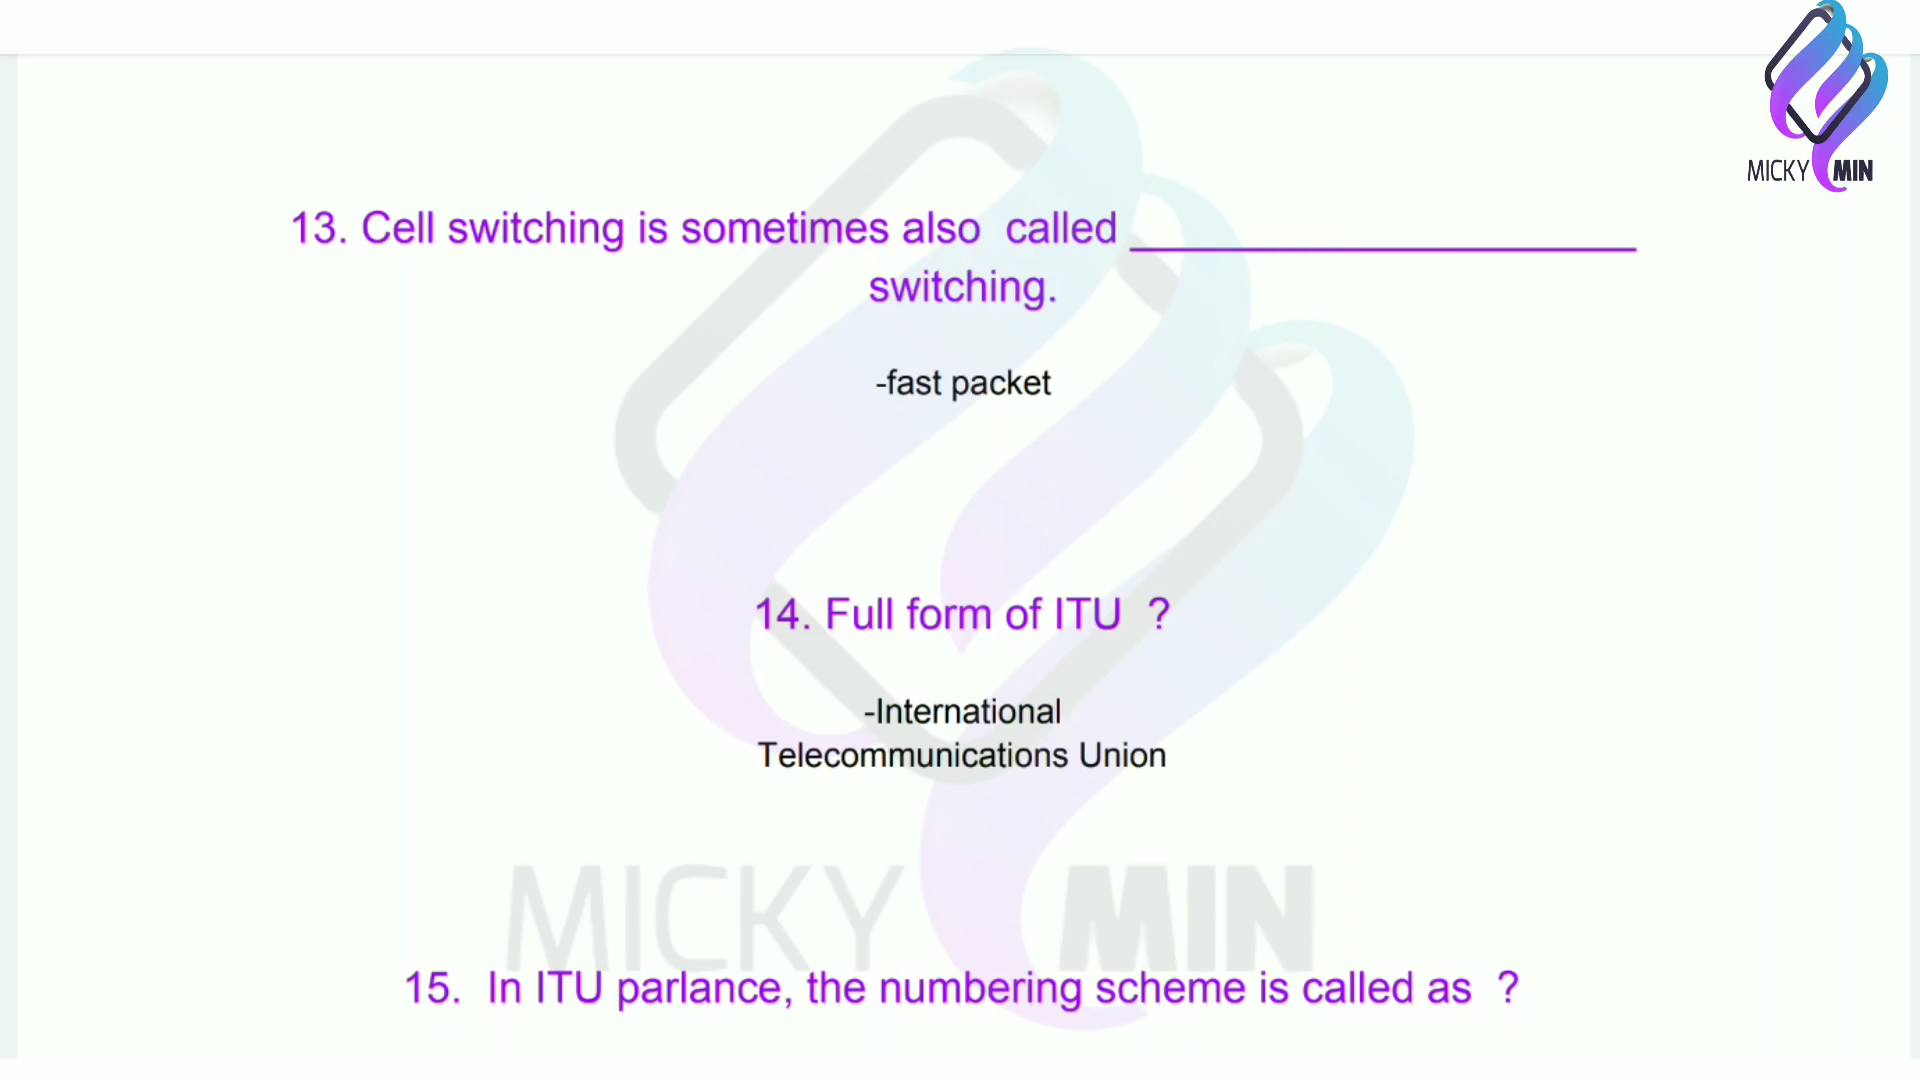 MICKY MIN
13. Cell switching is sometimes also called ____________________
switching.
-fast packet
14. Full form of ITU ?
-International
Telecommunications Union
MICKY MIN
15. In ITU parlance, the numbering scheme is called as ?